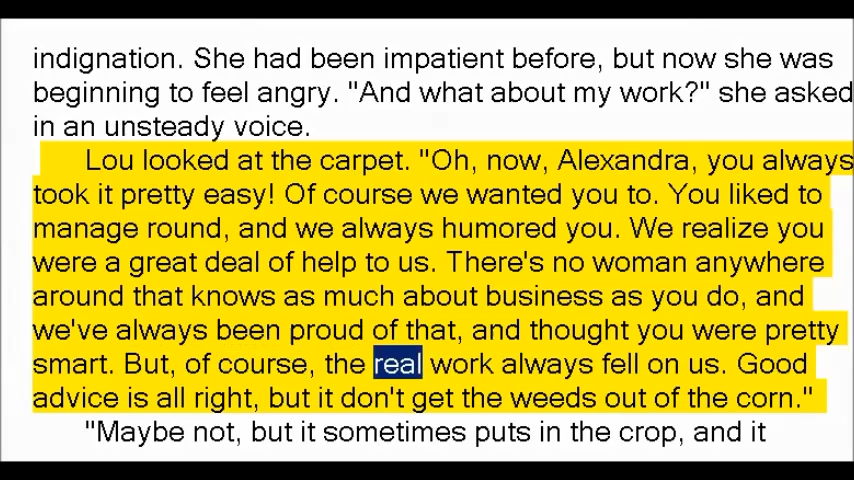 indignation. She had been impatient before, but now she was
beginning to feel angry. "And what about my work?" she asked
in an unsteady voice.
Lou looked at the carpet. "Oh, now, Alexandra, you always
took it pretty easy! Of course we wanted you to. You liked to
manage round, and we always humored you. We realize you
were a great deal of help to us. There's no woman anywhere
around that knows as much about business as you do, and
we've always been proud of that, and thought you were pretty
smart. But, of course, the real work always fell on us. Good
advice is all right, but it don't get the weeds out of the corn."
"Maybe not, but it sometimes puts in the crop, and it